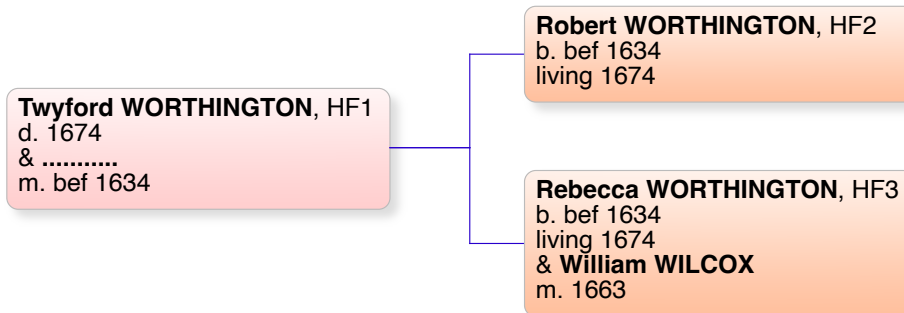 Twyford WORTHINGTON, HF1
d. 1674
& ...........
m. bef 1634
Robert WORTHINGTON, HF2
b. bef 1634
living 1674
Rebecca WORTHINGTON, HF3
b. bef 1634
living 1674
& William WILCOX
m. 1663